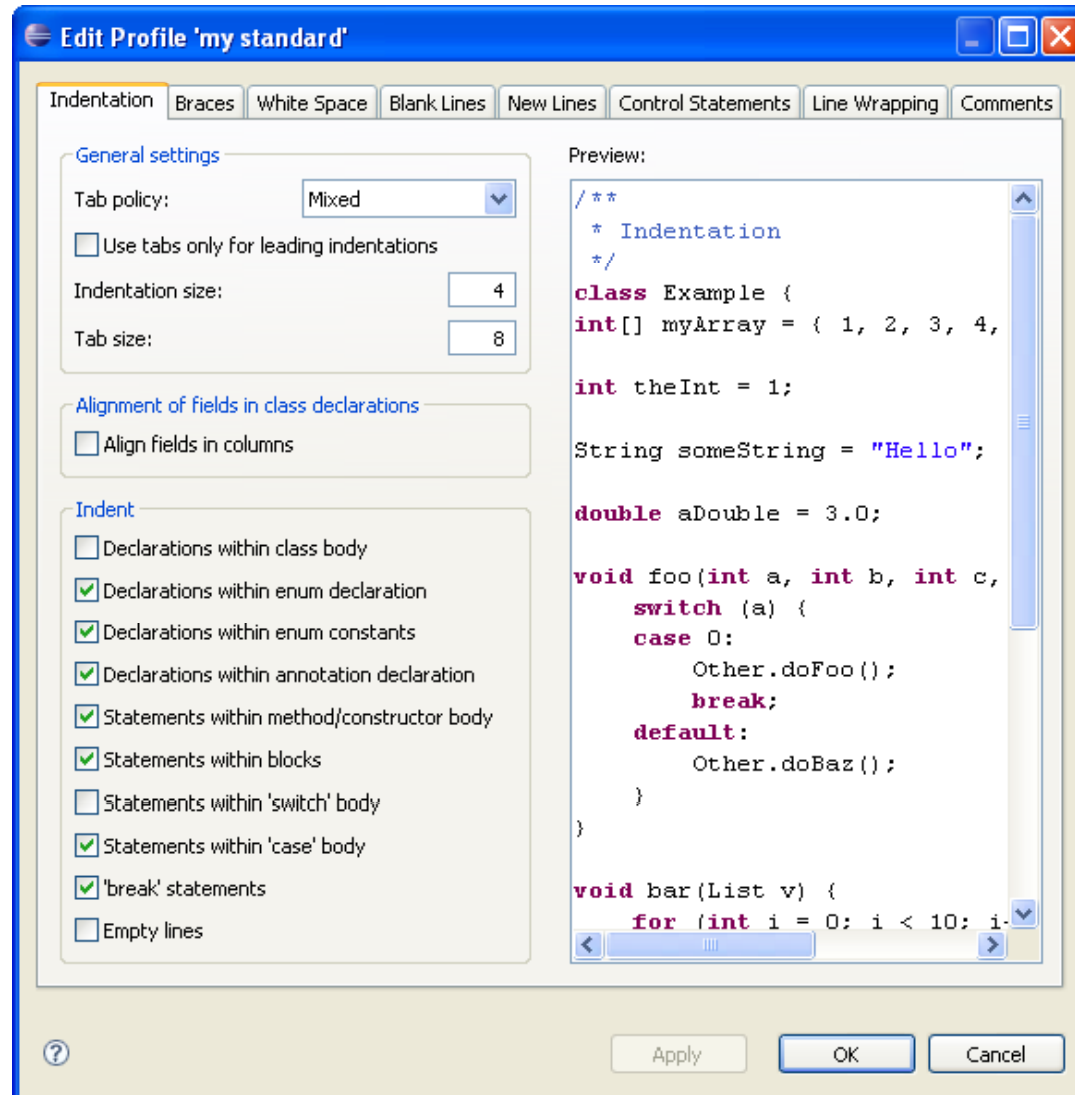 Edit Profile 'my standard'
Indentation Braces White Space Blank Lines New Lines Control Statements Line Wrapping Comments
General settings
Tab policy: Mixed
Use tabs only for leading indentations
Indentation size: 4
Tab size: 8
Alignment of fields in class declarations
Align fields in columns
Indent
Declarations within class body
Declarations within enum declaration
Declarations within enum constants
Declarations within annotation declaration
Statements within method/constructor body
Statements within blocks
Statements within 'switch' body
Statements within 'case' body
'break' statements
Empty lines
Preview:
/**
 * Indentation
 */
class Example {
int[] myArray = { 1, 2, 3, 4,
int theInt = 1;
String someString = "Hello";
double aDouble = 3.0;
void foo(int a, int b, int c,
    switch (a) {
    case 0:
        Other.doFoo();
        break;
    default:
        Other.doBaz();
    }
}
void bar(List v) {
    for (int i = 0; i < 10; i
Apply OK Cancel